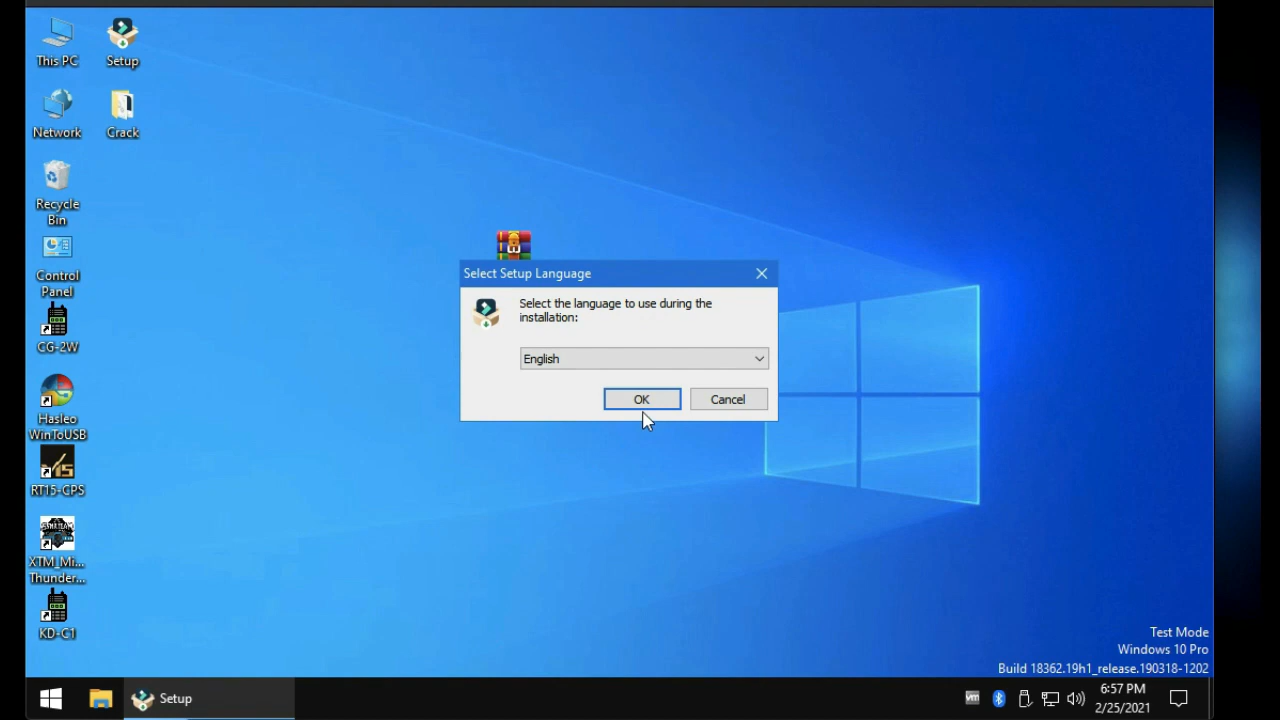 This PC
Setup
Network
Crack
Recycle
Bin
Control
Panel
CG-2W
Hasleo
WinToUSB
RT15-CPS
XTM_Mi...
Thunder...
KD-C1
Select Setup Language
Select the language to use during the
installation:
English
OK
Cancel
Test Mode
Windows 10 Pro
Build 18362.19h1_release.190318-1202
Setup
vm
6:57 PM
2/25/2021